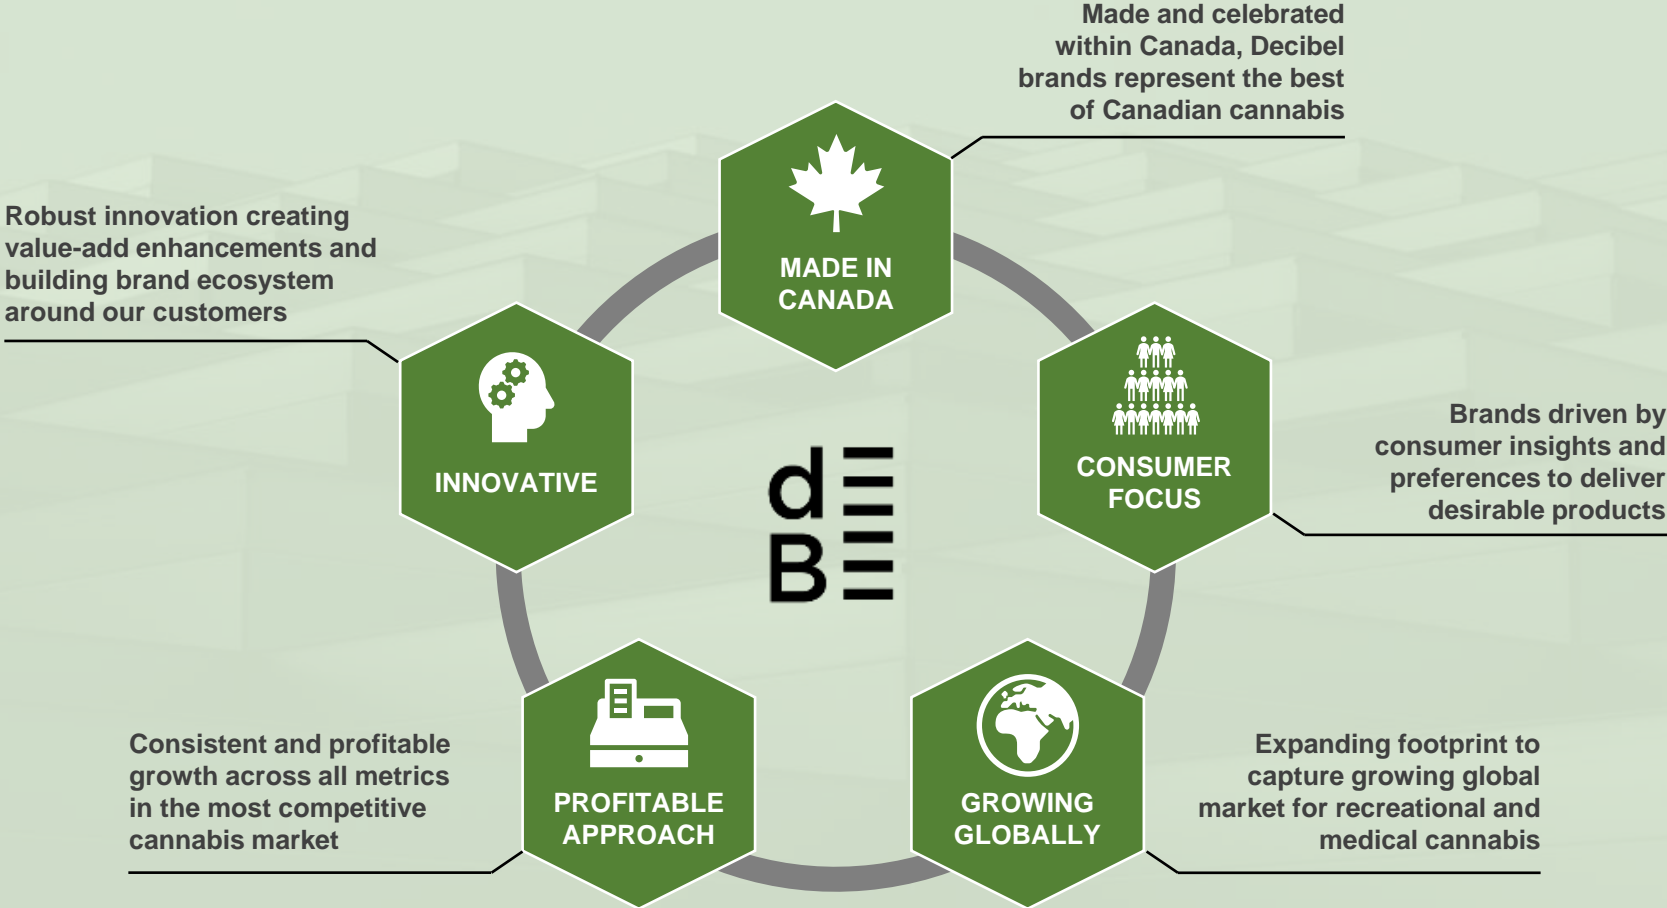 Made and celebrated
within Canada, Decibel
brands represent the best
of Canadian cannabis
MADE IN
CANADA
Robust innovation creating
value-add enhancements and
building brand ecosystem
around our customers
INNOVATIVE
CONSUMER
FOCUS
Brands driven by
consumer insights and
preferences to deliver
desirable products
d
B
Consistent and profitable
growth across all metrics
in the most competitive
cannabis market
PROFITABLE
APPROACH
GROWING
GLOBALLY
Expanding footprint to
capture growing global
market for recreational and
medical cannabis